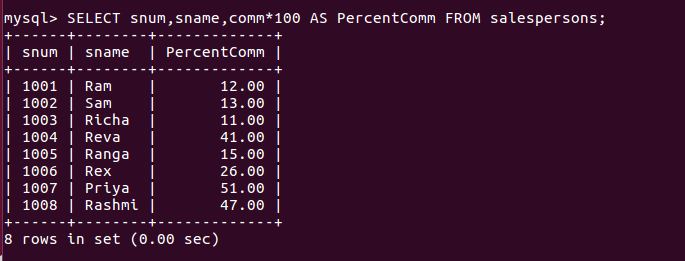 mysql> SELECT snum,sname,comm*100 AS PercentComm FROM salespersons;
+------+--------+-------------+
| snum | sname  | PercentComm |
+------+--------+-------------+
| 1001 | Ram    |       12.00 |
| 1002 | Sam    |       13.00 |
| 1003 | Richa  |       11.00 |
| 1004 | Reva   |       41.00 |
| 1005 | Ranga  |       15.00 |
| 1006 | Rex    |       26.00 |
| 1007 | Priya  |       51.00 |
| 1008 | Rashmi |       47.00 |
+------+--------+-------------+
8 rows in set (0.00 sec)